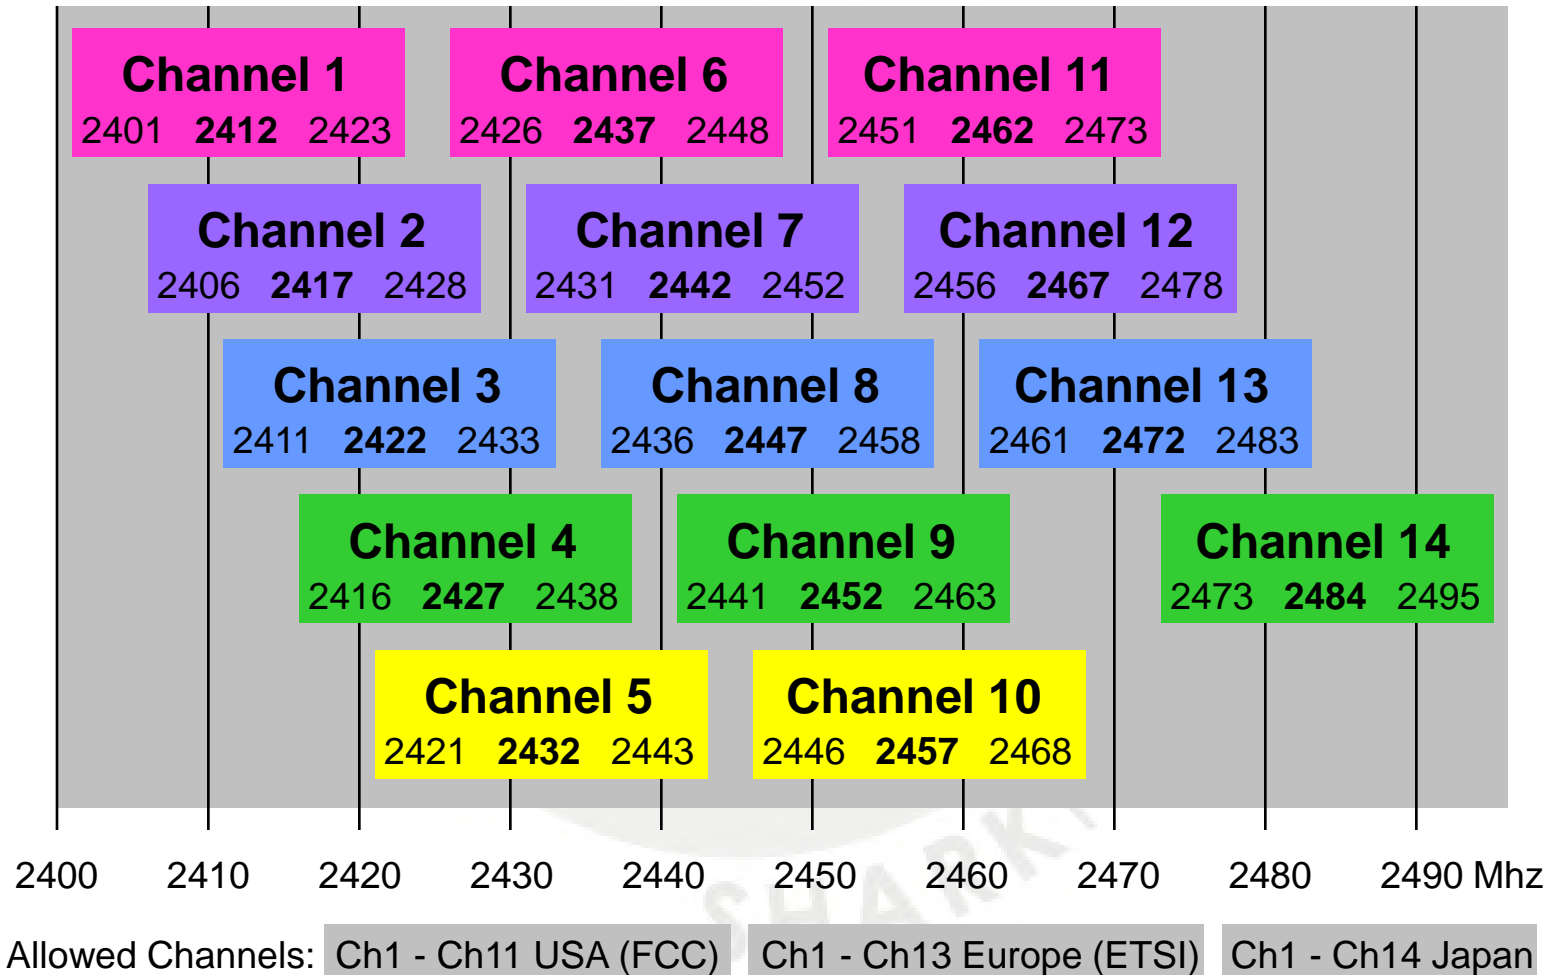 Channel 1 Channel 6 Channel 11
2401 2412 2423 2426 2437 2448 2451 2462 2473
Channel 2 Channel 7 Channel 12
2406 2417 2428 2431 2442 2452 2456 2467 2478
Channel 3 Channel 8 Channel 13
2411 2422 2433 2436 2447 2458 2461 2472 2483
Channel 4 Channel 9 Channel 14
2416 2427 2438 2441 2452 2463 2473 2484 2495
Channel 5 Channel 10
2421 2432 2443 2446 2457 2468
2400 2410 2420 2430 2440 2450 2460 2470 2480 2490 Mhz
SHARK
Allowed Channels: Ch1 - Ch11 USA (FCC) Ch1 - Ch13 Europe (ETSI) Ch1 - Ch14 Japan